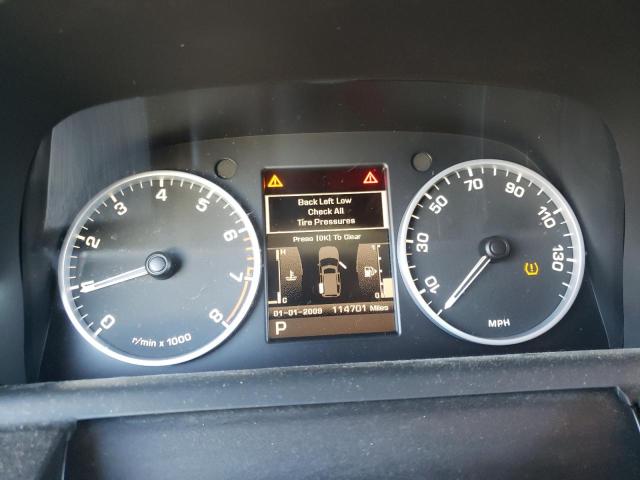 Back Left Low
Check All
Tire Pressures
Press [OK] To Clear
H H
C
01-01-2009 114701 Miles
P
0 1 2 3 4 5 6 7 8
r/min x 1000
10 30 50 70 90 110 130
MPH